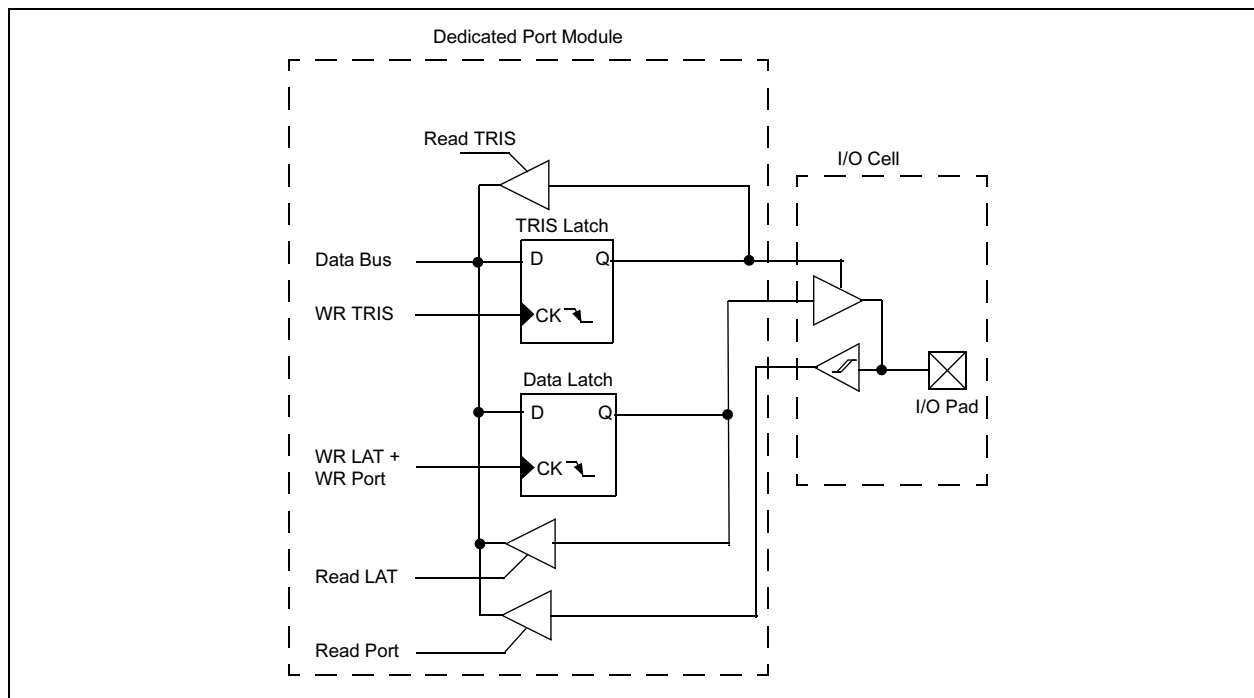 Dedicated Port Module
Read TRIS
I/O Cell
TRIS Latch
Data Bus
D
Q
WR TRIS
CK
Data Latch
I/O Pad
D
Q
WR LAT +
WR Port
CK
Read LAT
Read Port